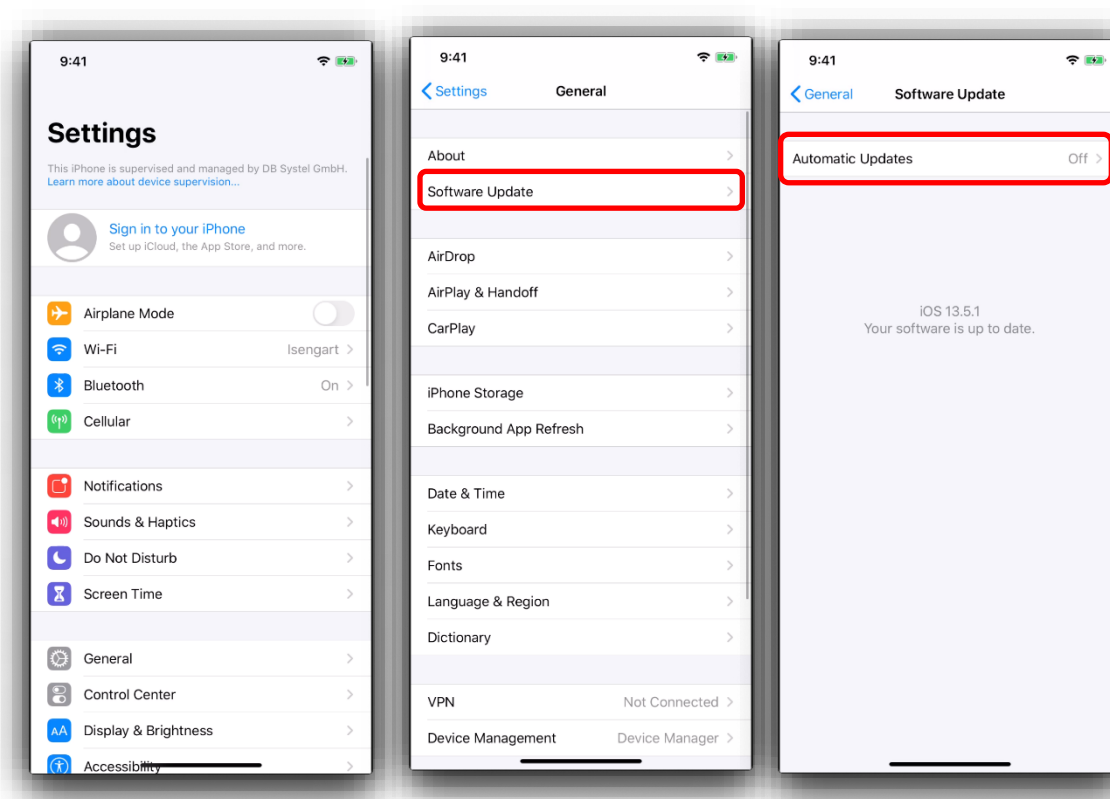 9:41
Settings
This iPhone is supervised and managed by DB Systel GmbH.
Learn more about device supervision...
Sign in to your iPhone
Set up iCloud, the App Store, and more.
Airplane Mode
Wi-Fi Isengart
Bluetooth On
Cellular
Notifications
Sounds & Haptics
Do Not Disturb
Screen Time
General
Control Center
AA Display & Brightness
Accessibility
9:41
Settings General
About
Software Update
AirDrop
AirPlay & Handoff
CarPlay
iPhone Storage
Background App Refresh
Date & Time
Keyboard
Fonts
Language & Region
Dictionary
VPN Not Connected
Device Management Device Manager
9:41
General Software Update
Automatic Updates Off
iOS 13.5.1
Your software is up to date.